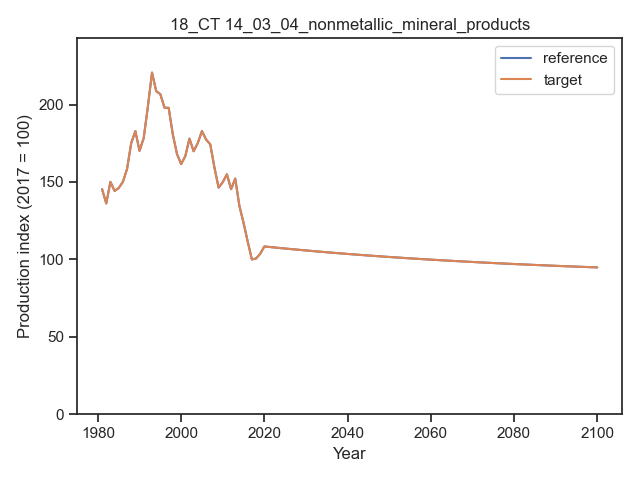 18_CT 14_03_04_nonmetallic_mineral_products
reference
target
Production index (2017 = 100)
200
150
100
50
0
1980 2000 2020 2040 2060 2080 2100
Year